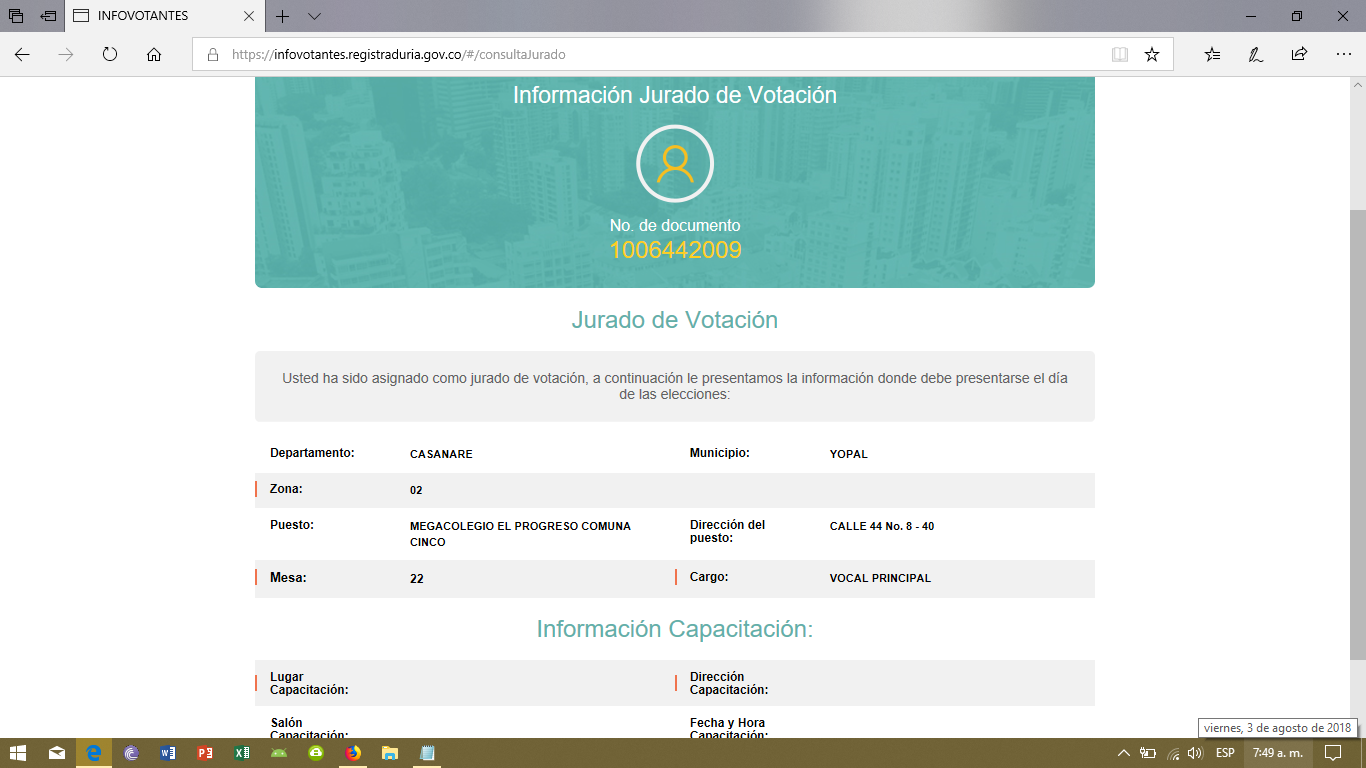 INFOVOTANTES
https://infovotantes.registraduria.gov.co/#/consultaJurado
Información Jurado de Votación
No. de documento
1006442009
Jurado de Votación
Usted ha sido asignado como jurado de votación, a continuación le presentamos la información donde debe presentarse el día
de las elecciones:
Departamento: CASANARE Municipio: YOPAL
Zona: 02
Puesto: MEGACOLEGIO EL PROGRESO COMUNA Dirección del CALLE 44 No. 8 - 40
CINCO puesto:
Mesa: 22 Cargo: VOCAL PRINCIPAL
Información Capacitación:
Lugar Dirección
Capacitación: Capacitación:
Salón Fecha y Hora
Capacitación: Capacitación:
viernes, 3 de agosto de 2018
ESP 7:49 a. m.